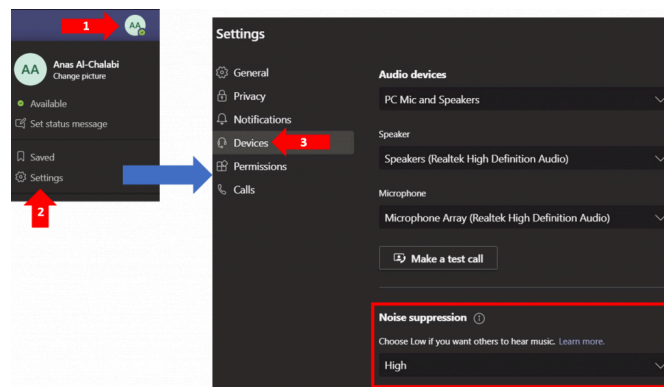 1
AA
AA
Anas Al-Chalabi
Change picture
Available
Set status message
Saved
Settings
2
Settings
General
Privacy
Notifications
Devices
3
Permissions
Calls
Audio devices
PC Mic and Speakers
Speaker
Speakers (Realtek High Definition Audio)
Microphone
Microphone Array (Realtek High Definition Audio)
Make a test call
Noise suppression
Choose Low if you want others to hear music. Learn more.
High